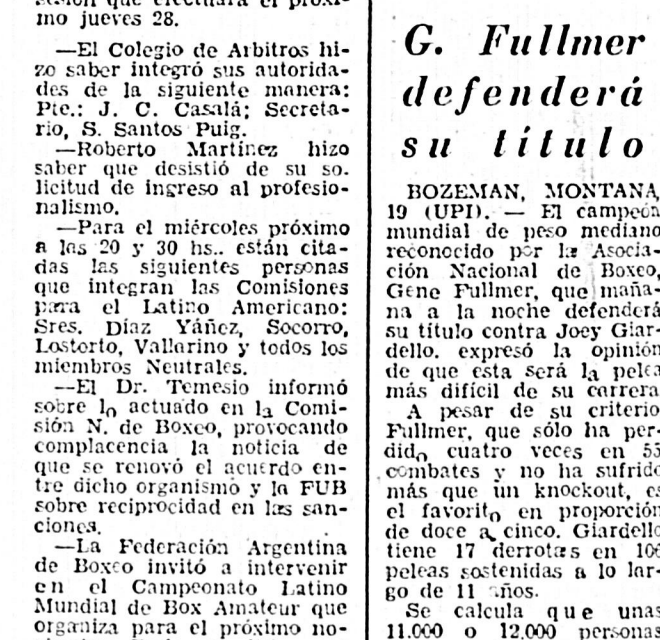 mo jueves 28.
—El Colegio de Arbitros hi-
zo saber integró sus autorida-
des de la siguiente manera:
Pte.: J. C. Casalá; Secreta-
rio, S. Santos Puig.
—Roberto Martínez hizo
saber que desistió de su so.
licitud de ingreso al profesio-
nalismo.
—Para el miércoles próximo
a las 20 y 30 hs.. están cita-
das las siguientes personas
que integran las Comisiones
para el Latino Americano:
Sres. Díaz Yáñez, Socorro,
Lostorto, Vallarino y todos los
miembros Neutrales.
—El Dr. Temesio informó
sobre lo actuado en la Comi-
sión N. de Boxeo, provocando
complacencia la noticia de
que se renovó el acuerdo en-
tre dicho organismo y la FUB
sobre reciprocidad en las san-
ciones.
—La Federación Argentina
de Boxeo invitó a intervenir
en el Campeonato Latino
Mundial de Box Amateur que
organiza para el próximo no-
G. Fullmer
defenderá
su título
BOZEMAN, MONTANA,
19 (UPI). — El campeón
mundial de peso mediano
reconocido por la Asocia-
ción Nacional de Boxeo,
Gene Fullmer, que maña-
na a la noche defenderá
su título contra Joey Giar-
dello. expresó la opinión
de que esta será la pelea
más difícil de su carrera
A pesar de su criterio
Fullmer, que sólo ha per-
dido cuatro veces en 55
combates y no ha sufrido
más que un knockout, es
el favorito en proporción
de doce a cinco. Giardello
tiene 17 derrotas en 106
peleas sostenidas a lo lar-
go de 11 años.
Se calcula que unas
11.000 o 12.000 personas